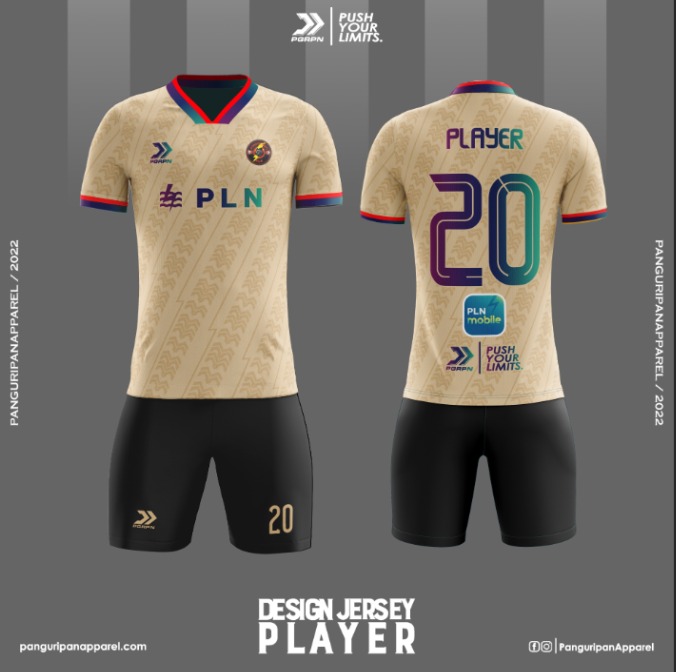 PGRPN
PUSH
YOUR
LIMITS.
PGRPN
PLN
20
PGRPN
PLAYER
20
PLN
mobile
PGRPN
PUSH
YOUR
LIMITS.
PANGURIPANAPPAREL / 2022
PANGURIPANAPPAREL / 2022
DESIGN JERSEY
PLAYER
panguripanapparel.com
PanguripanApparel